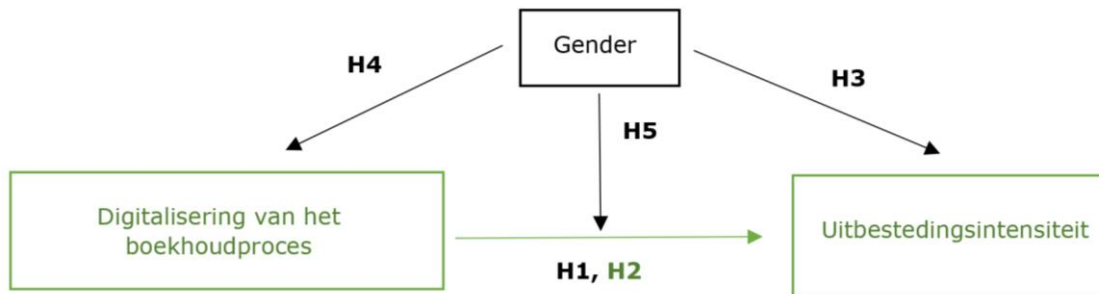 Gender
H4
H3
H5
Digitalisering van het
boekhoudproces
Uitbestedingsintensiteit
H1, H2